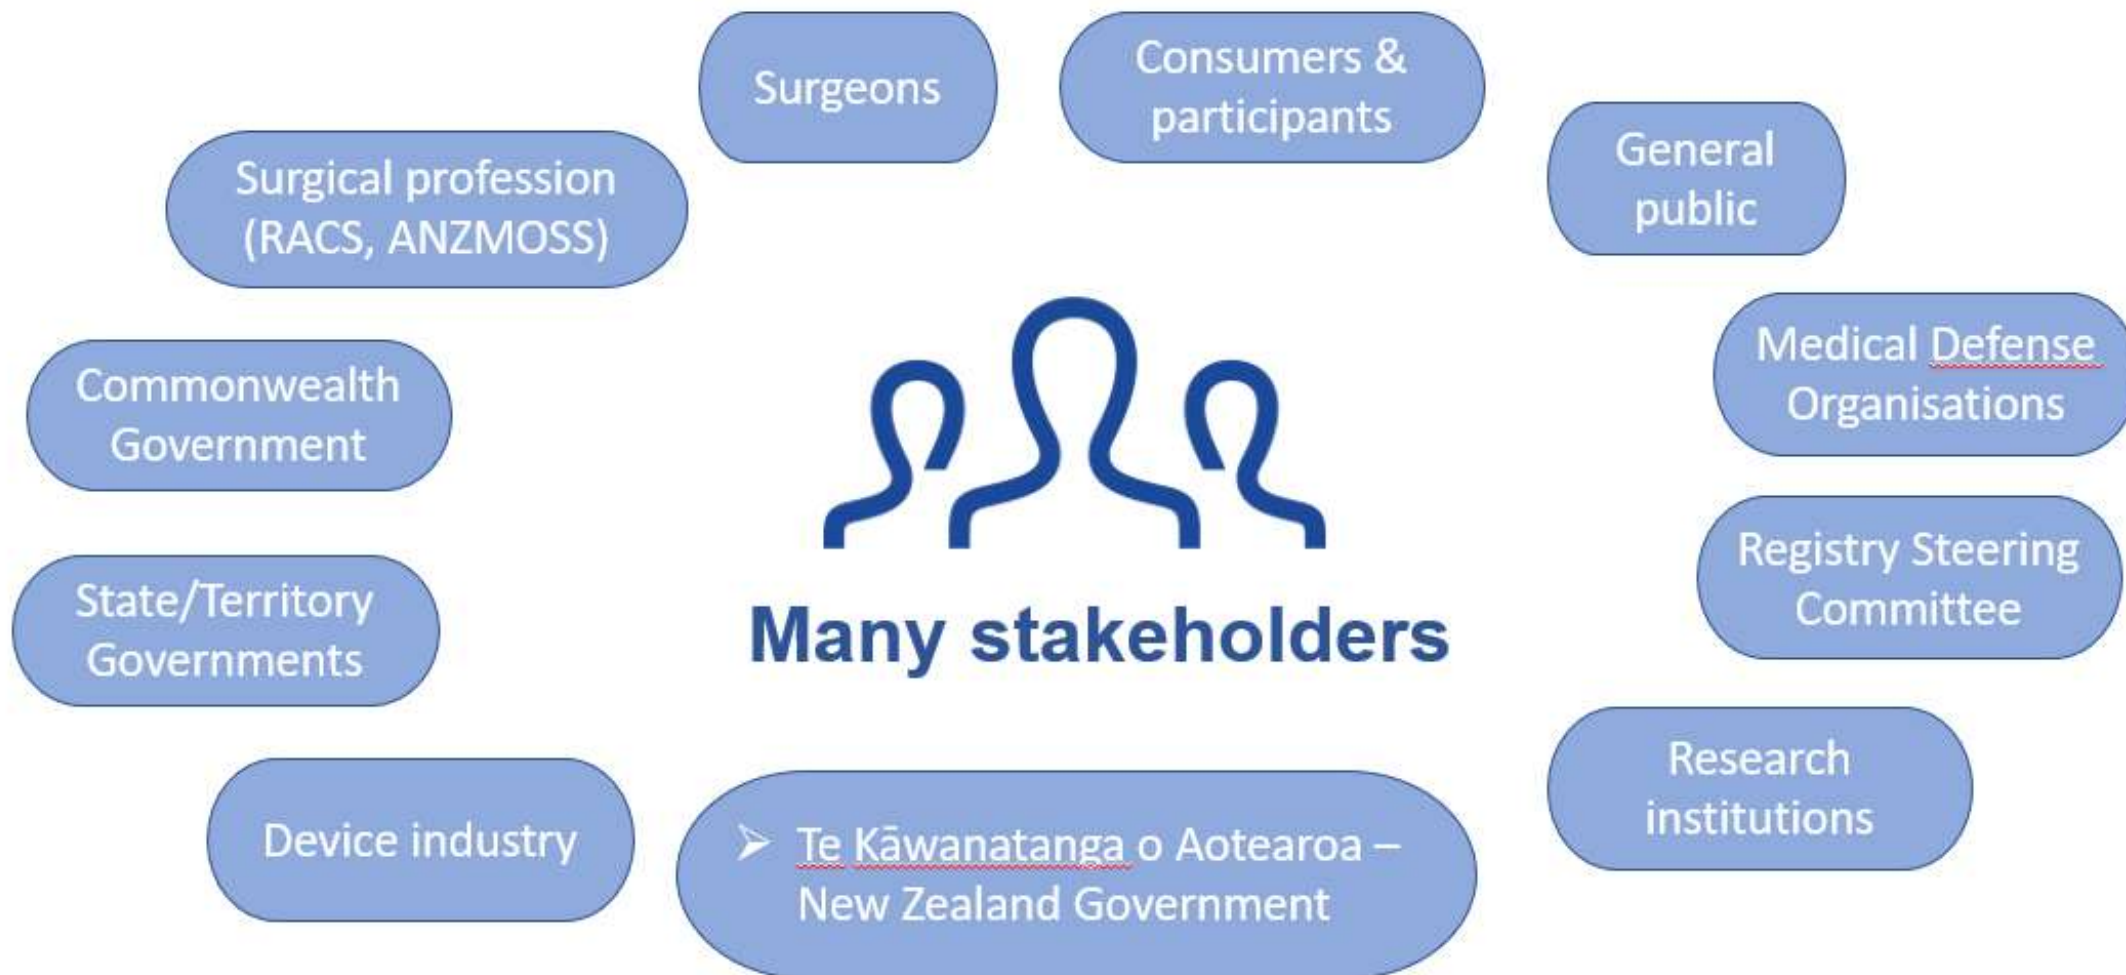 Surgeons
Consumers &
participants
General
public
Surgical profession
(RACS, ANZMOSS)
Medical Defense
Organisations
Commonwealth
Government
Registry Steering
Committee
State/Territory
Governments
Many stakeholders
Research
institutions
Device industry
➢ Te Kāwanatanga o Aotearoa –
New Zealand Government